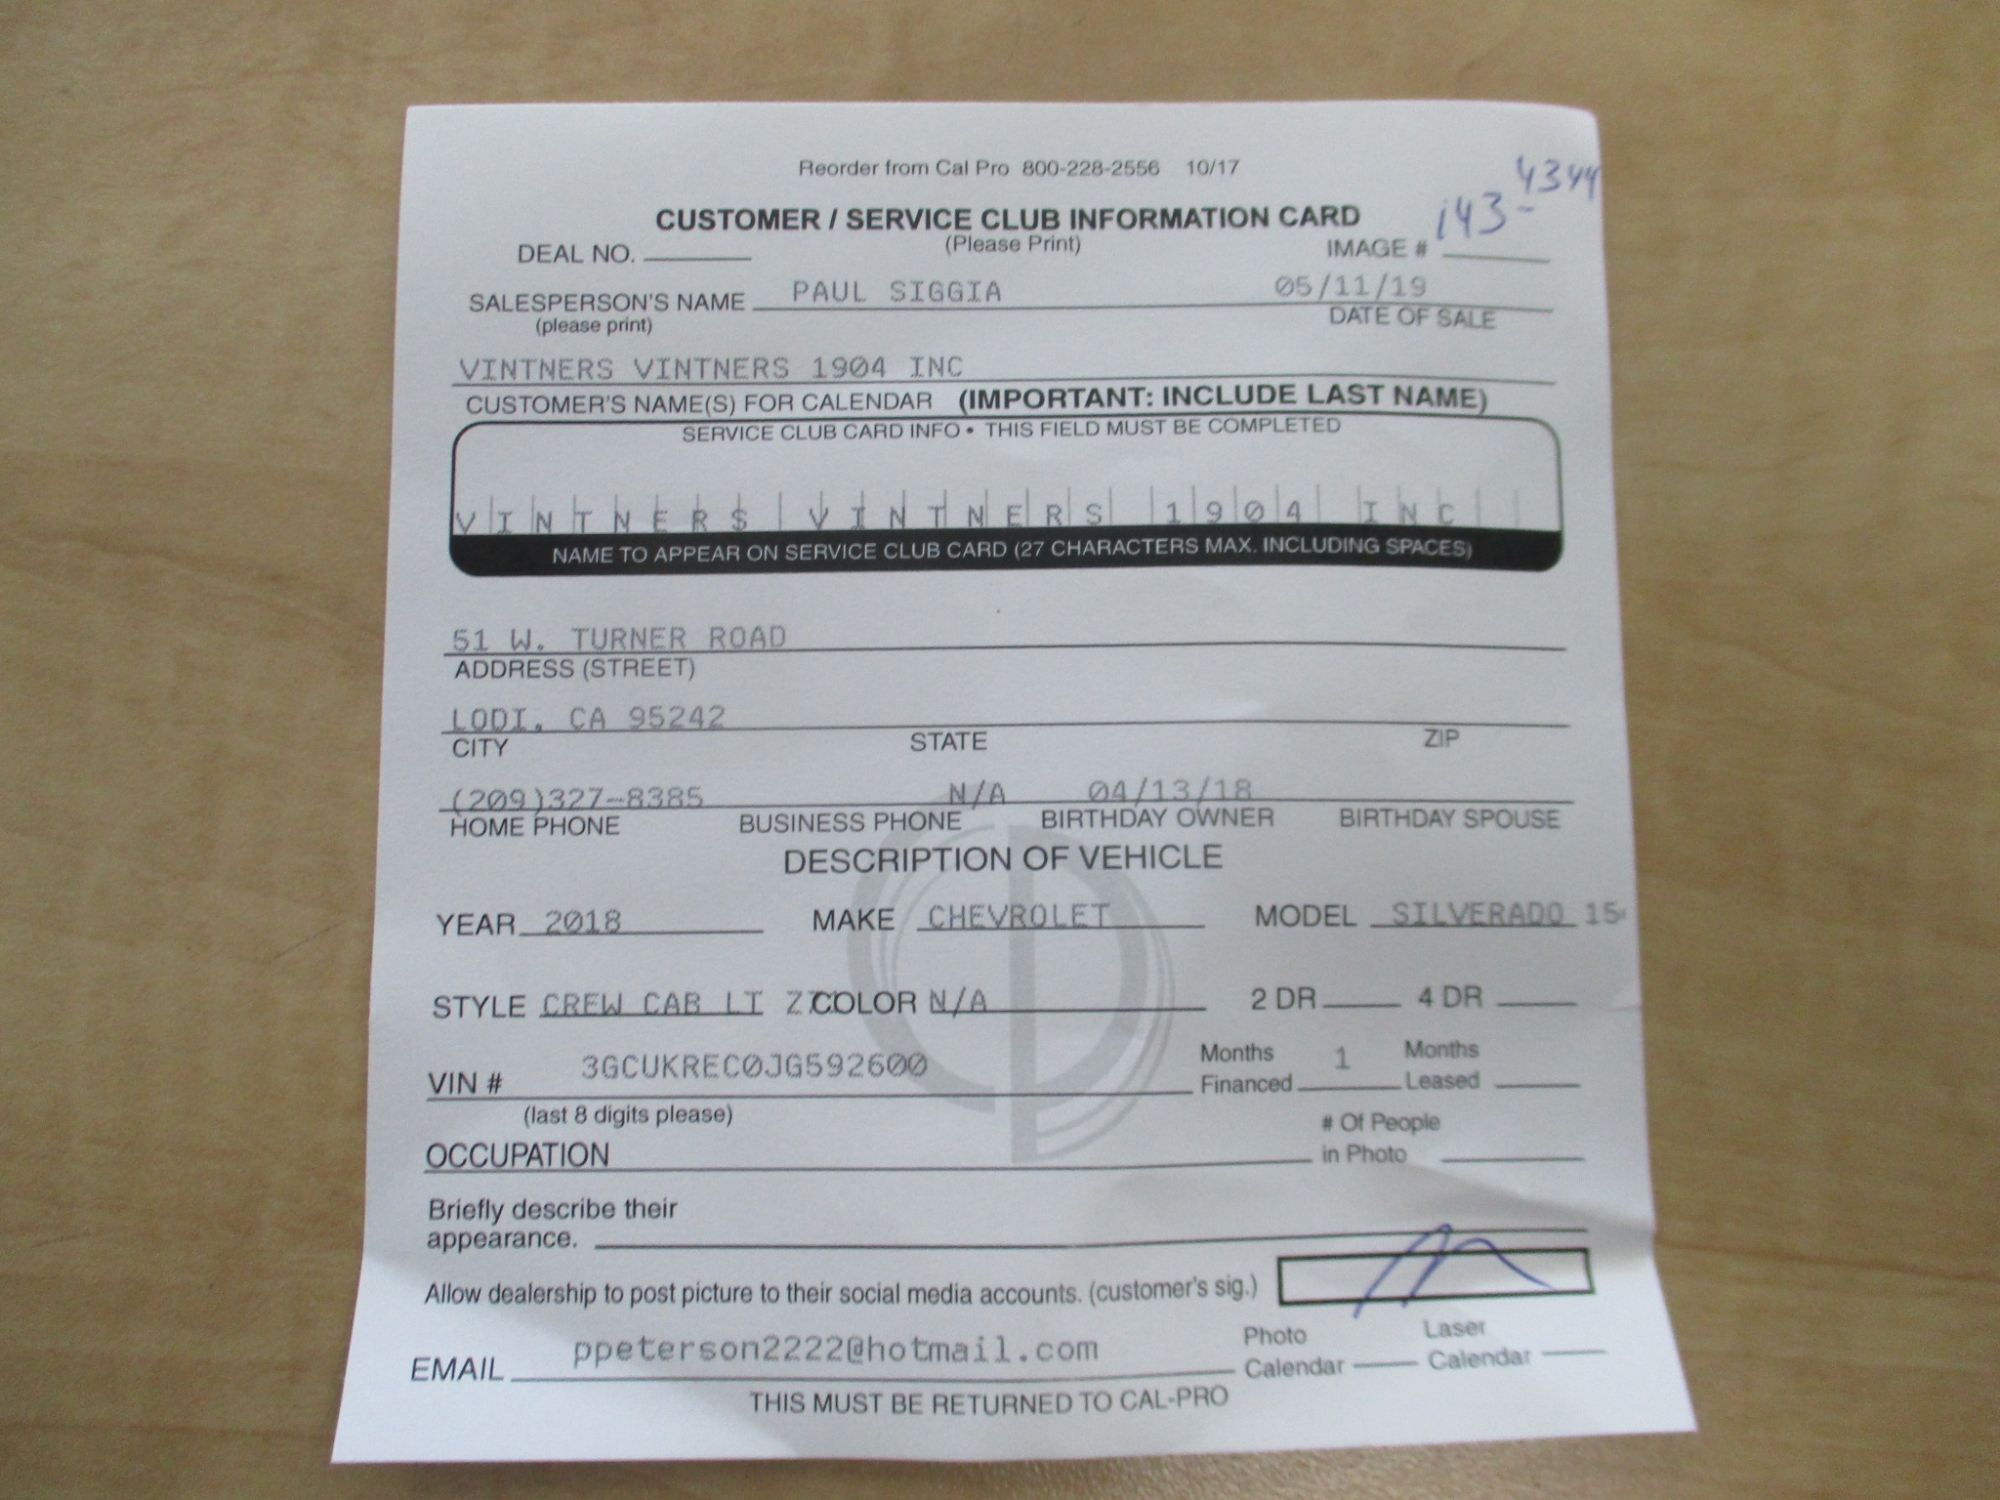 Reorder from Cal Pro 800-228-2556 10/17
143-4344
CUSTOMER / SERVICE CLUB INFORMATION CARD
(Please Print)
DEAL NO. IMAGE #
SALESPERSON'S NAME PAUL SIGGIA 05/11/19
(please print) DATE OF SALE
VINTNERS VINTNERS 1904 INC
CUSTOMER'S NAME(S) FOR CALENDAR (IMPORTANT: INCLUDE LAST NAME)
SERVICE CLUB CARD INFO • THIS FIELD MUST BE COMPLETED
VINTNERS VINTNERS 1904 INC
NAME TO APPEAR ON SERVICE CLUB CARD (27 CHARACTERS MAX. INCLUDING SPACES)
51 W. TURNER ROAD
ADDRESS (STREET)
LODI, CA 95242
CITY STATE ZIP
(209)327-8385 N/A 04/13/18
HOME PHONE BUSINESS PHONE BIRTHDAY OWNER BIRTHDAY SPOUSE
DESCRIPTION OF VEHICLE
YEAR 2018 MAKE CHEVROLET MODEL SILVERADO 15
STYLE CREW CAB LT COLOR N/A 2 DR 4 DR
VIN # 3GCUKREC0JG592600 Months Financed 1 Months Leased
(last 8 digits please)
OCCUPATION # Of People in Photo
Briefly describe their
appearance.
Allow dealership to post picture to their social media accounts. (customer's sig.)
EMAIL ppeterson2222@hotmail.com Photo Calendar Laser Calendar
THIS MUST BE RETURNED TO CAL-PRO